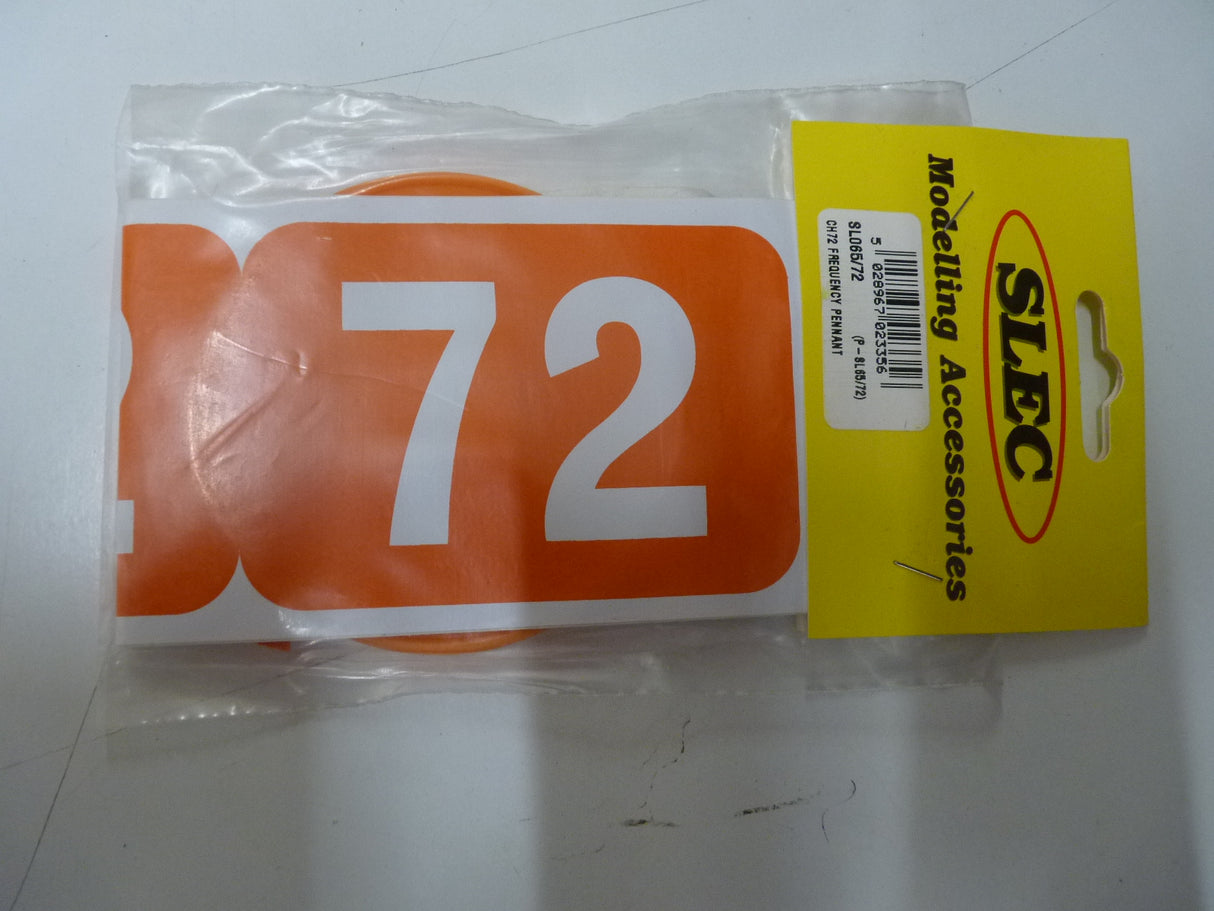 72
SLEC
Modelling Accessories
5 028967 023356
SL065/72 (P-SL65/72)
CH72 FREQUENCY PENNANT